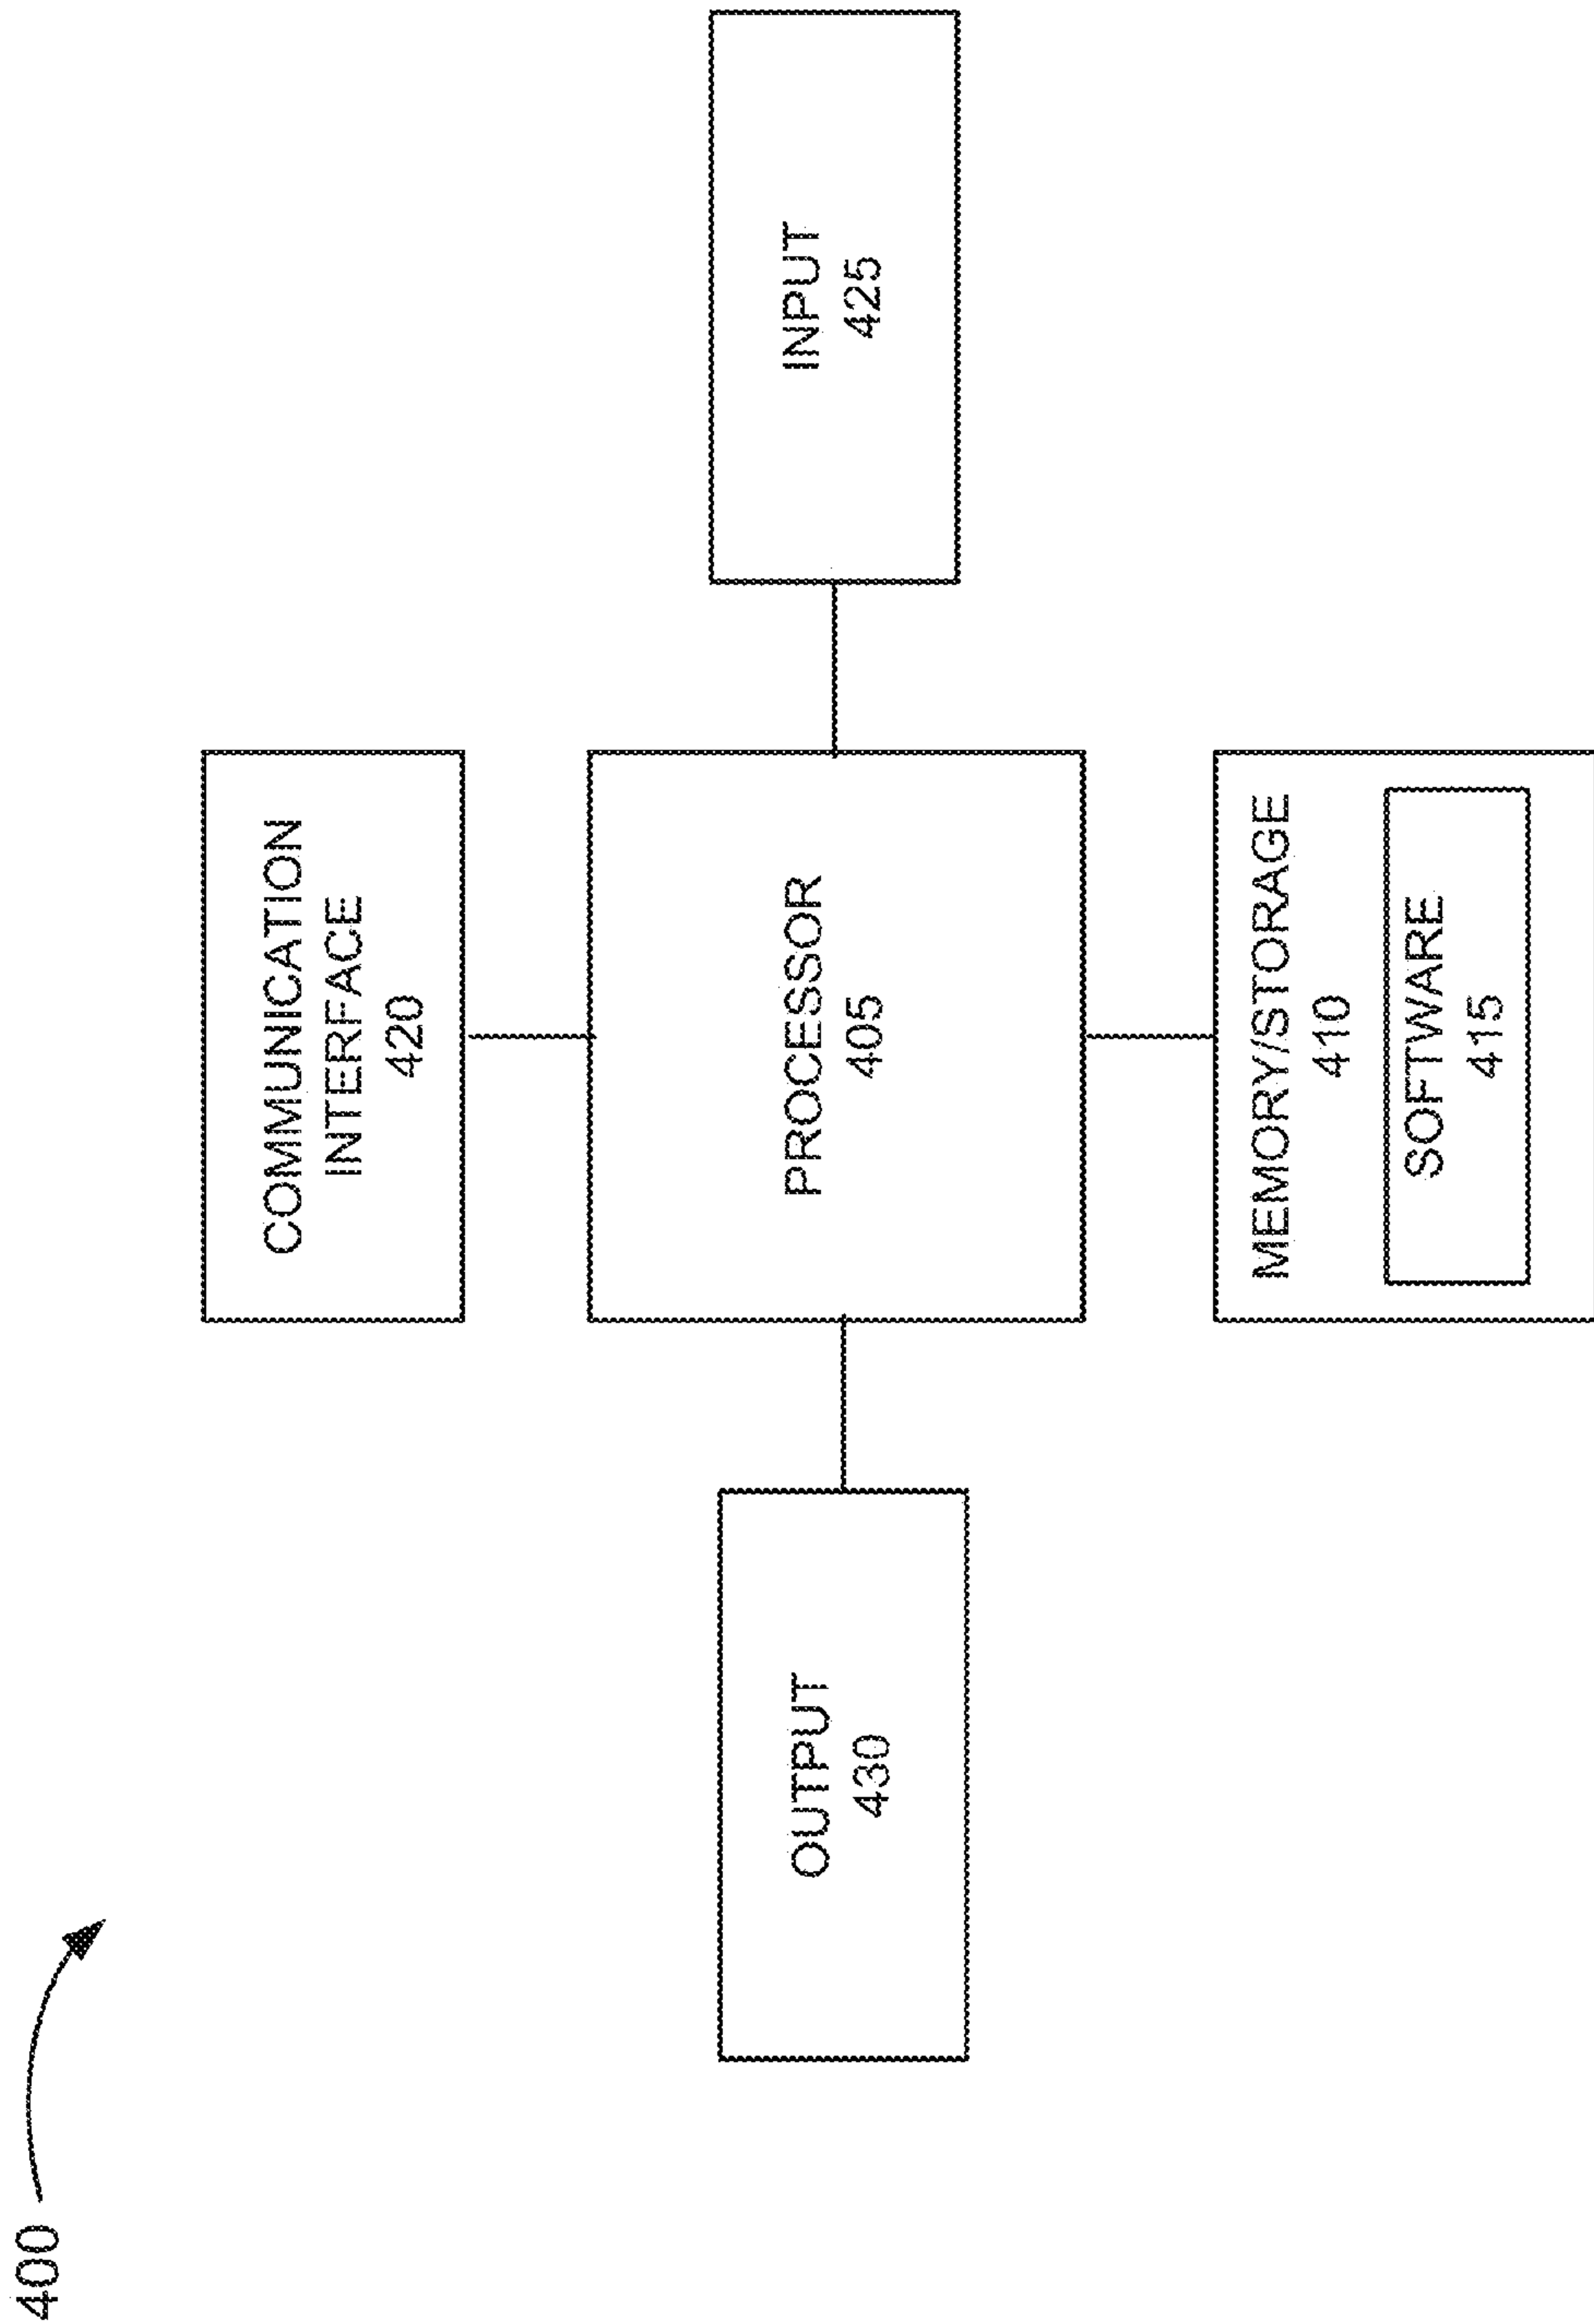 400
COMMUNICATION
INTERFACE
420
OUTPUT
430
PROCESSOR
405
INPUT
425
MEMORY/STORAGE
410
SOFTWARE
415